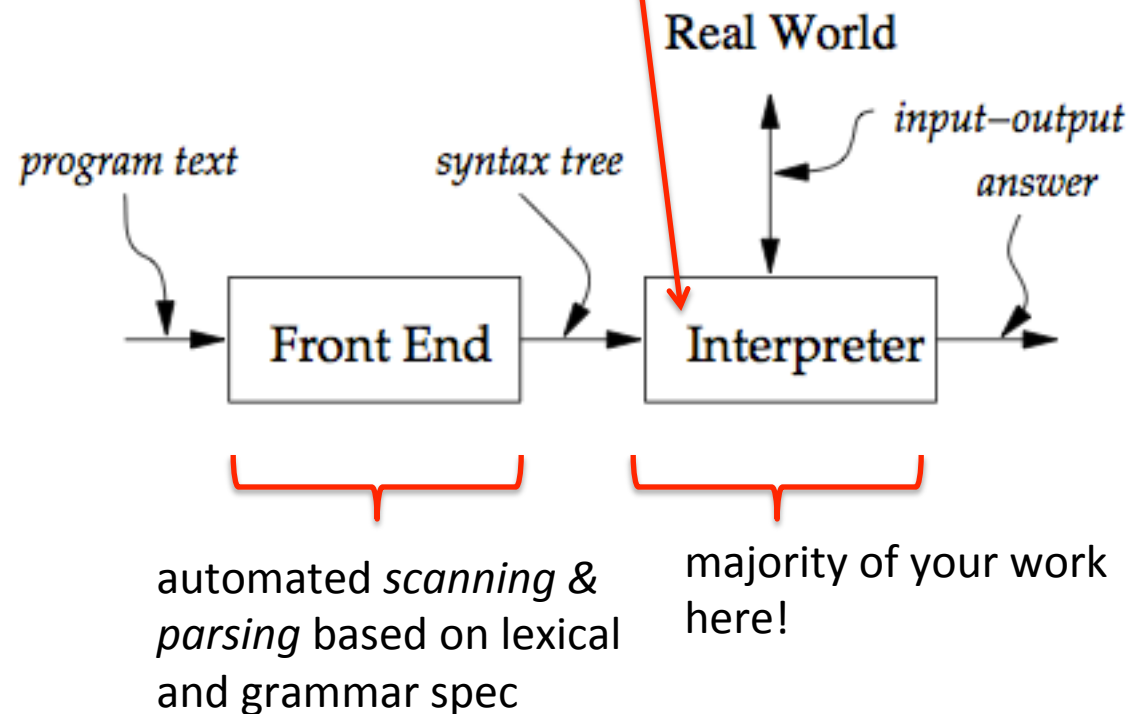 Real World
input–output
program text
syntax tree
answer
Front End
Interpreter
automated scanning &
parsing based on lexical
and grammar spec
majority of your work
here!